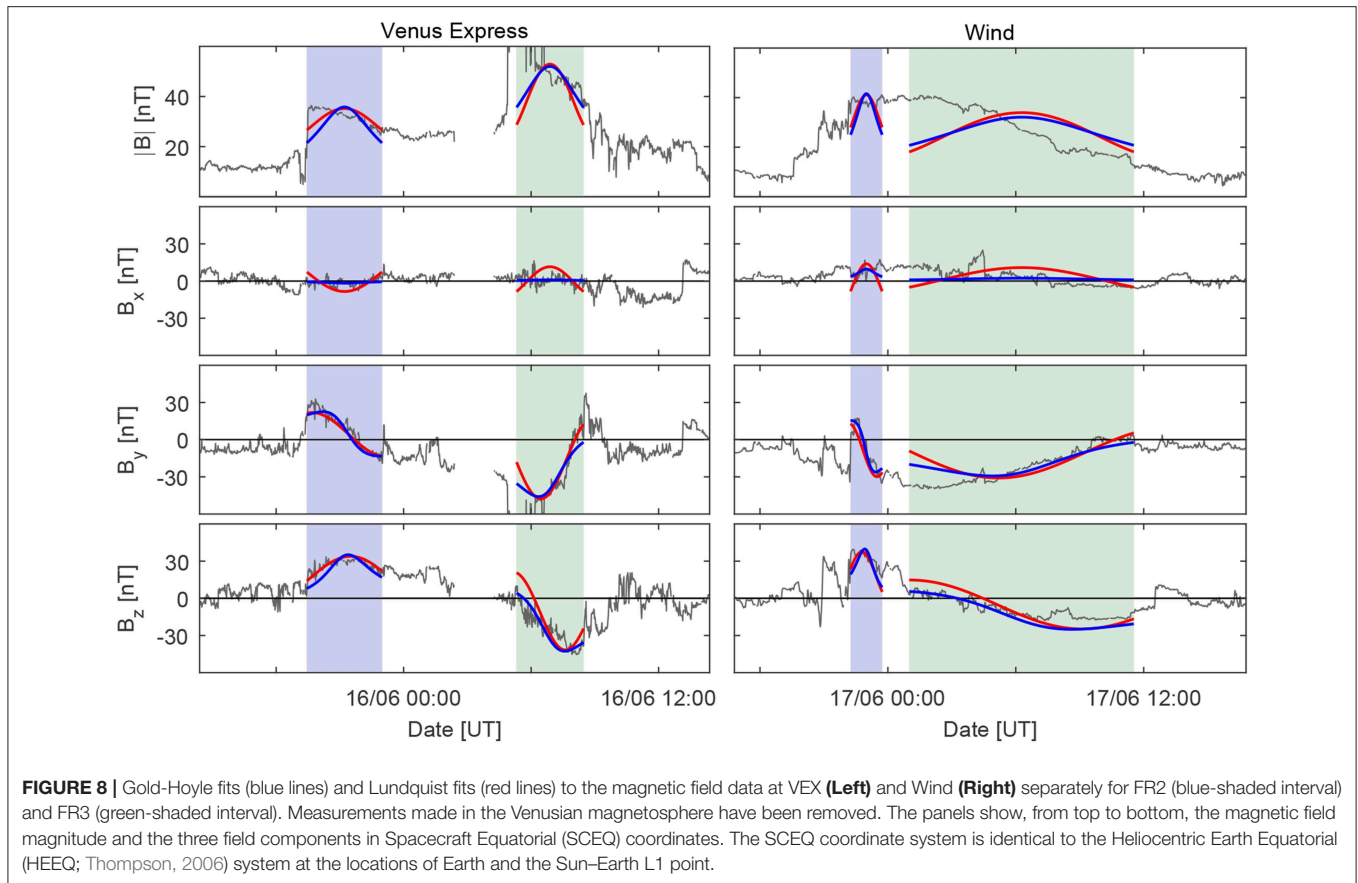 Venus Express
Wind
|B| [nT]
40
20
Bx [nT]
30
0
-30
By [nT]
30
0
-30
Bz [nT]
30
0
-30
16/06 00:00
16/06 12:00
17/06 00:00
17/06 12:00
Date [UT]
Date [UT]
FIGURE 8 | Gold-Hoyle fits (blue lines) and Lundquist fits (red lines) to the magnetic field data at VEX (Left) and Wind (Right) separately for FR2 (blue-shaded interval)
and FR3 (green-shaded interval). Measurements made in the Venusian magnetosphere have been removed. The panels show, from top to bottom, the magnetic field
magnitude and the three field components in Spacecraft Equatorial (SCEQ) coordinates. The SCEQ coordinate system is identical to the Heliocentric Earth Equatorial
(HEEQ; Thompson, 2006) system at the locations of Earth and the Sun–Earth L1 point.